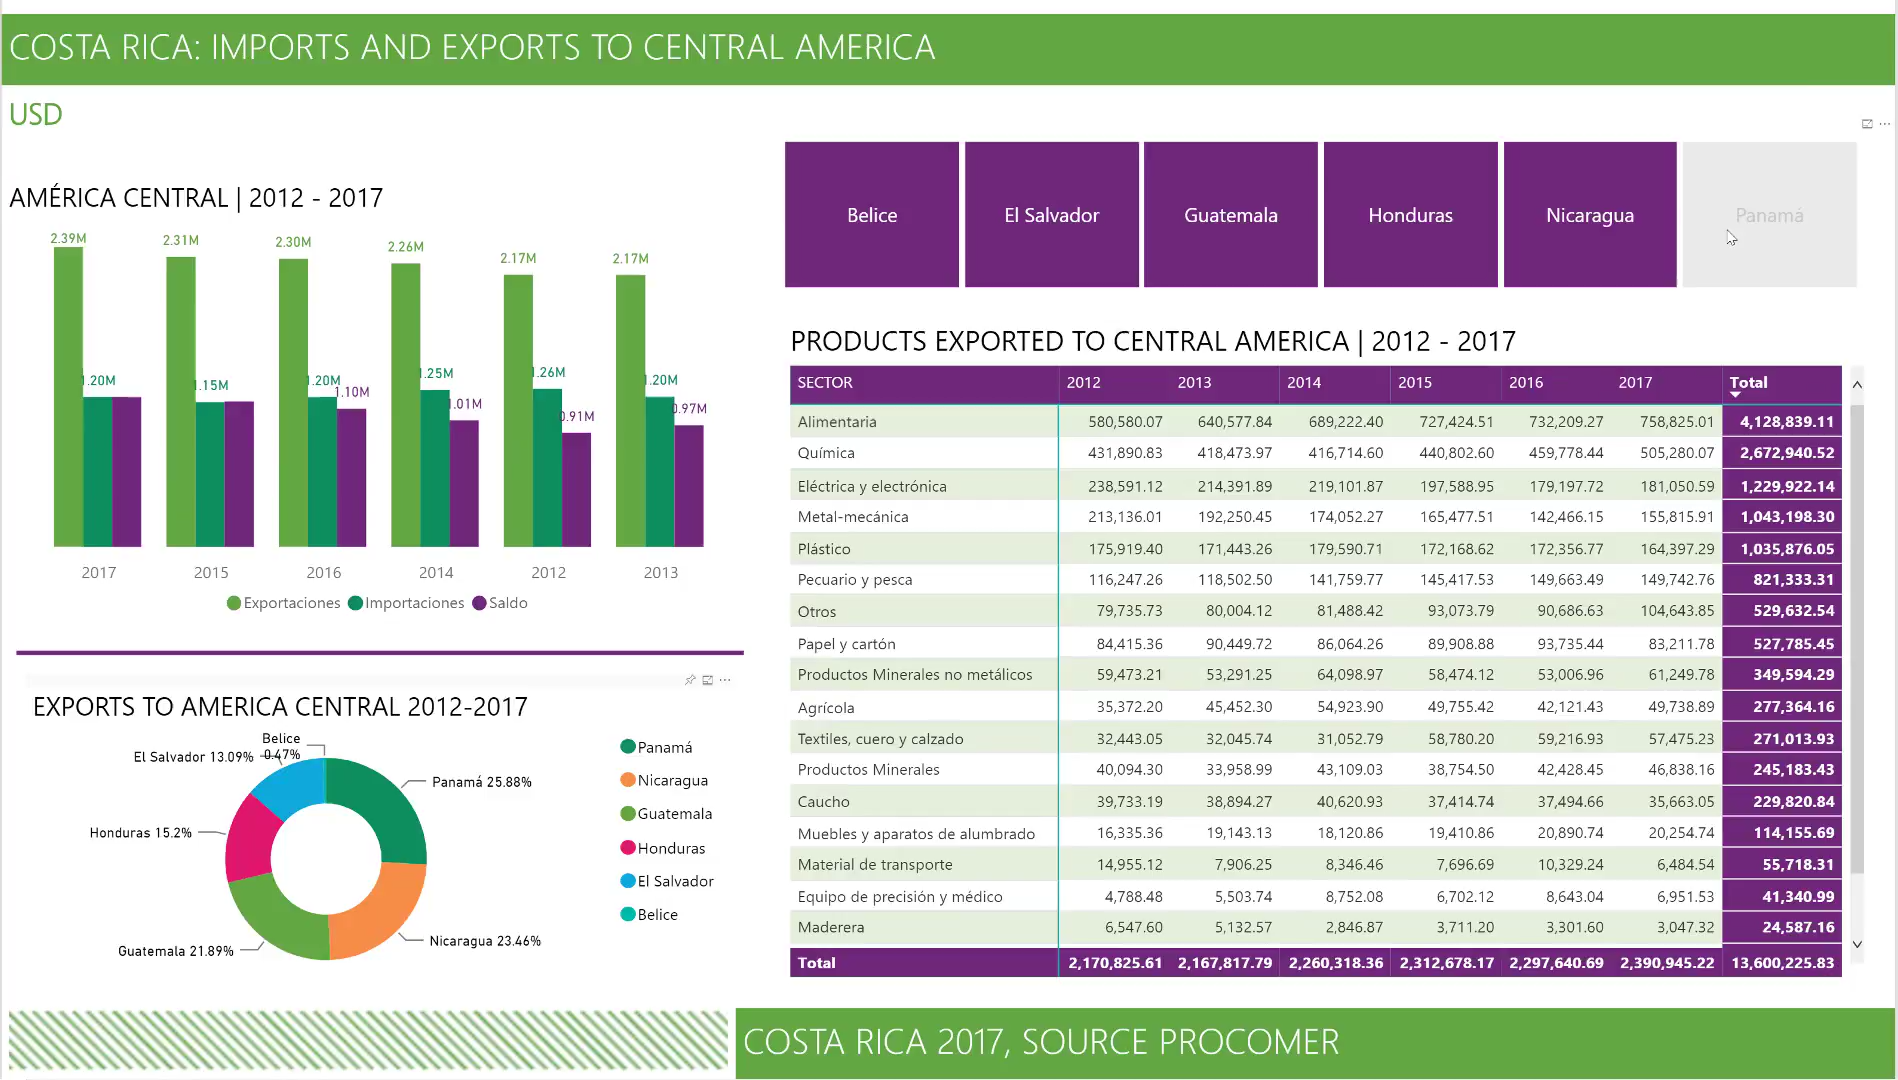 COSTA RICA: IMPORTS AND EXPORTS TO CENTRAL AMERICA
USD
AMÉRICA CENTRAL | 2012 - 2017
2.39M 2.31M 2.30M 2.26M 2.17M 2.17M
1.20M 1.15M 1.20M 1.10M 1.25M 1.01M 1.26M 0.91M 1.20M 0.97M
2017 2015 2016 2014 2012 2013
Exportaciones Importaciones Saldo
EXPORTS TO AMERICA CENTRAL 2012-2017
Belice
0.47%
El Salvador 13.09%
Panamá 25.88%
Honduras 15.2%
Guatemala 21.89%
Nicaragua 23.46%
Panamá
Nicaragua
Guatemala
Honduras
El Salvador
Belice
Belice El Salvador Guatemala Honduras Nicaragua Panamá
PRODUCTS EXPORTED TO CENTRAL AMERICA | 2012 - 2017
SECTOR 2012 2013 2014 2015 2016 2017 Total
Alimentaria 580,580.07 640,577.84 689,222.40 727,424.51 732,209.27 758,825.01 4,128,839.11
Química 431,890.83 418,473.97 416,714.60 440,802.60 459,778.44 505,280.07 2,672,940.52
Eléctrica y electrónica 238,591.12 214,391.89 219,101.87 197,588.95 179,197.72 181,050.59 1,229,922.14
Metal-mecánica 213,136.01 192,250.45 174,052.27 165,477.51 142,466.15 155,815.91 1,043,198.30
Plástico 175,919.40 171,443.26 179,590.71 172,168.62 172,356.77 164,397.29 1,035,876.05
Pecuario y pesca 116,247.26 118,502.50 141,759.77 145,417.53 149,663.49 149,742.76 821,333.31
Otros 79,735.73 80,004.12 81,488.42 93,073.79 90,686.63 104,643.85 529,632.54
Papel y cartón 84,415.36 90,449.72 86,064.26 89,908.88 93,735.44 83,211.78 527,785.45
Productos Minerales no metálicos 59,473.21 53,291.25 64,098.97 58,474.12 53,006.96 61,249.78 349,594.29
Agrícola 35,372.20 45,452.30 54,923.90 49,755.42 42,121.43 49,738.89 277,364.16
Textiles, cuero y calzado 32,443.05 32,045.74 31,052.79 58,780.20 59,216.93 57,475.23 271,013.93
Productos Minerales 40,094.30 33,958.99 43,109.03 38,754.50 42,428.45 46,838.16 245,183.43
Caucho 39,733.19 38,894.27 40,620.93 37,414.74 37,494.66 35,663.05 229,820.84
Muebles y aparatos de alumbrado 16,335.36 19,143.13 18,120.86 19,410.86 20,890.74 20,254.74 114,155.69
Material de transporte 14,955.12 7,906.25 8,346.46 7,696.69 10,329.24 6,484.54 55,718.31
Equipo de precisión y médico 4,788.48 5,503.74 8,752.08 6,702.12 8,643.04 6,951.53 41,340.99
Maderera 6,547.60 5,132.57 2,846.87 3,711.20 3,301.60 3,047.32 24,587.16
Total 2,170,825.61 2,167,817.79 2,260,318.36 2,312,678.17 2,297,640.69 2,390,945.22 13,600,225.83
COSTA RICA 2017, SOURCE PROCOMER